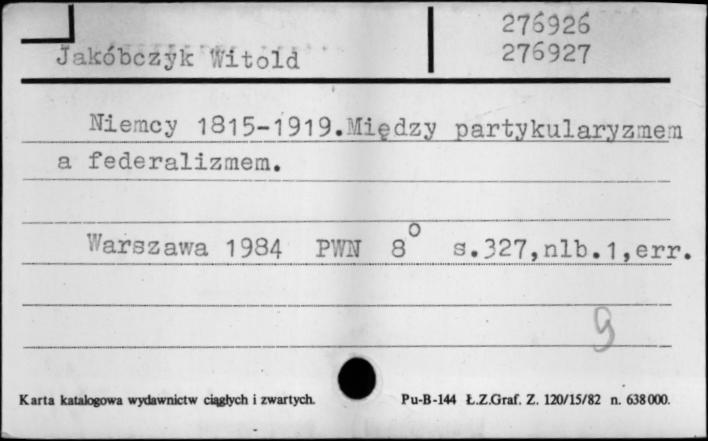 276926
Jakóbczyk Witold 276927
Niemcy 1815-1919.Między partykularyzmem
a federalizmem.
Warszawa 1984 PWN 8° s.327,nlb.1,err.
9
Karta katalogowa wydawnictw ciągłych i zwartych. Pu-B-144 Ł.Z.Graf. Z. 120/15/82 n. 638000.